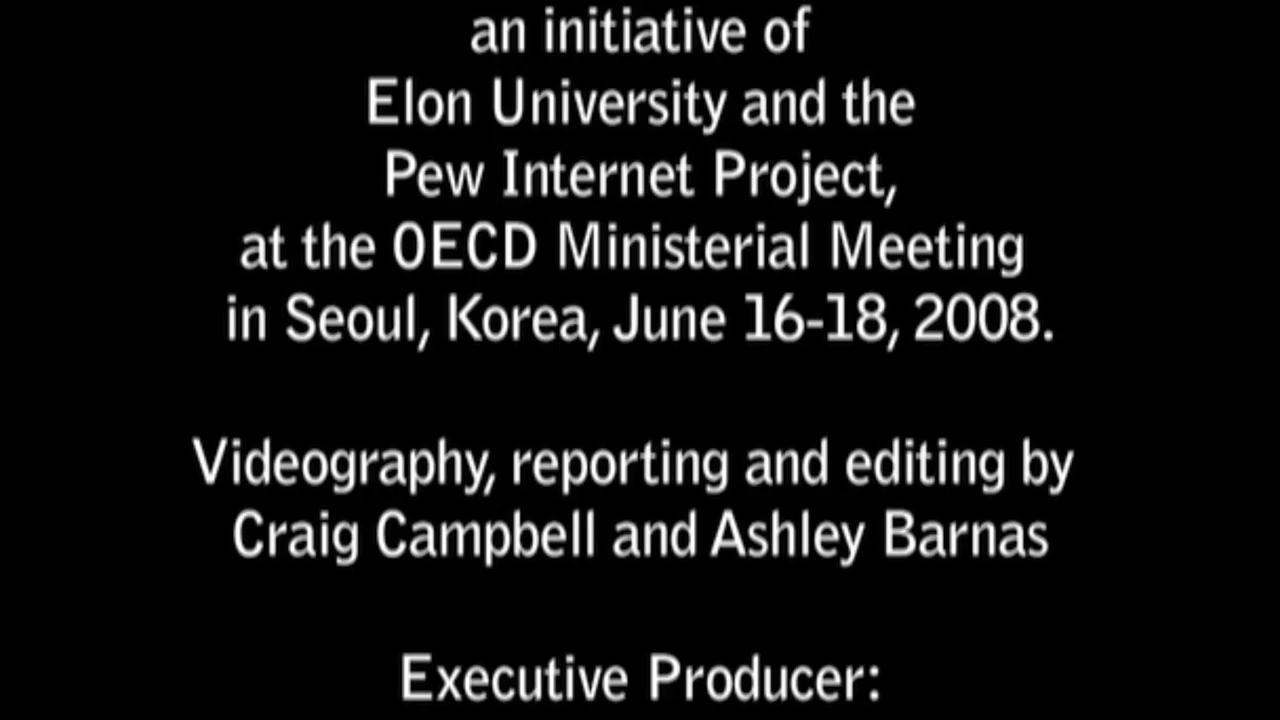 an initiative of
Elon University and the
Pew Internet Project,
at the OECD Ministerial Meeting
in Seoul, Korea, June 16-18, 2008.
Videography, reporting and editing by
Craig Campbell and Ashley Barnas
Executive Producer: